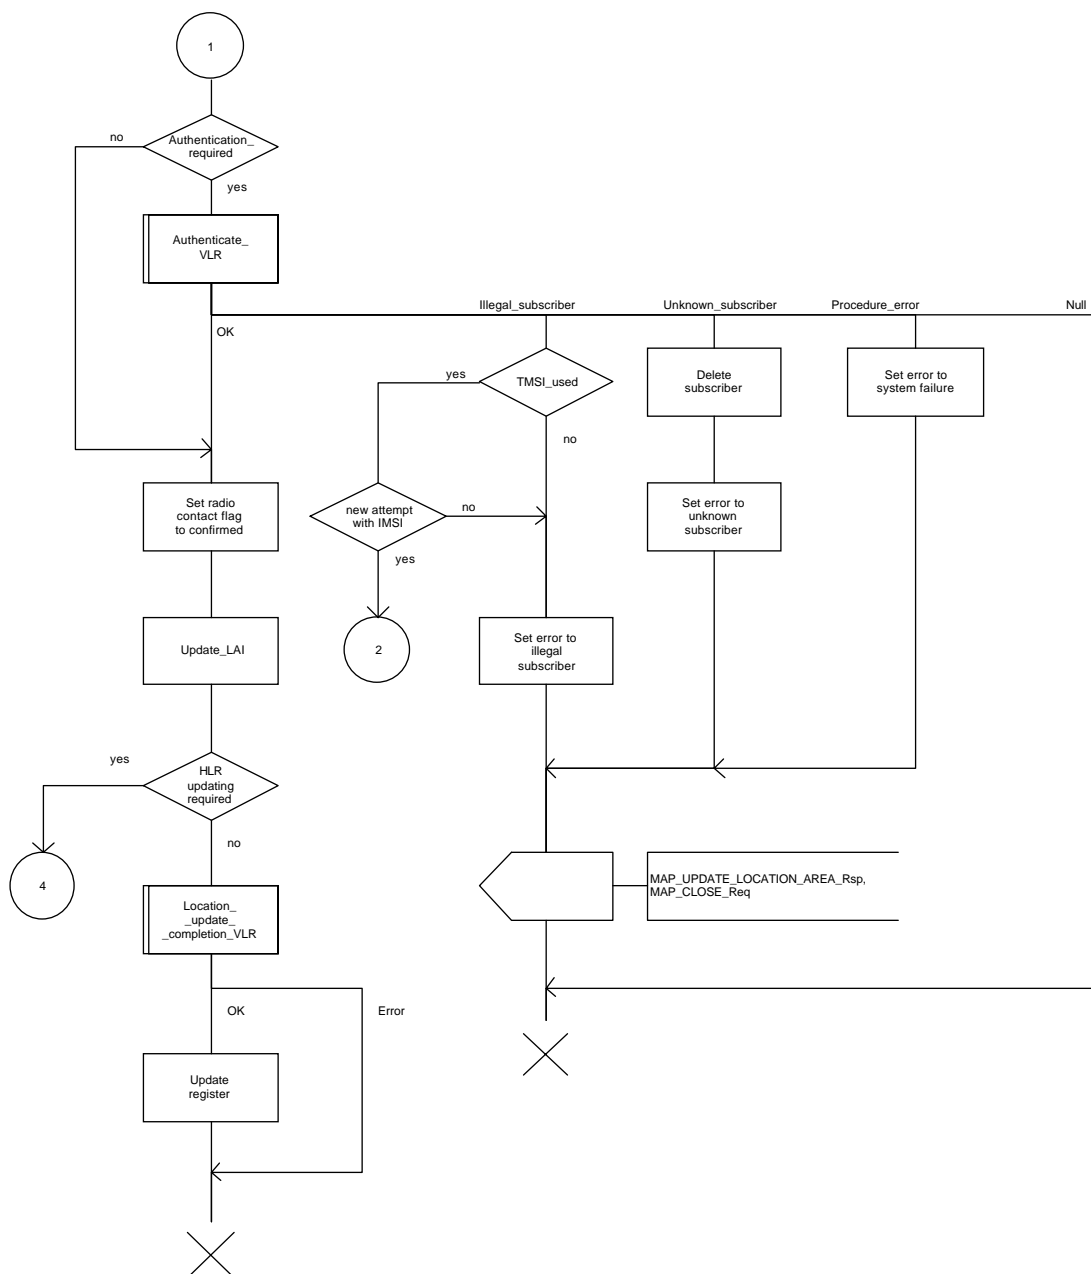 1
no
Authentication_
required
yes
Authenticate_
VLR
Illegal_subscriber
Unknown_subscriber
Procedure_error
Null
OK
yes
TMSI_used
no
Delete
subscriber
Set error to
system failure
Set radio
contact flag
to confirmed
new attempt
with IMSI
no
yes
Set error to
unknown
subscriber
Update_LAI
2
Set error to
illegal
subscriber
yes
HLR
updating
required
no
4
Location_
_update_
_completion_VLR
MAP_UPDATE_LOCATION_AREA_Rsp,
MAP_CLOSE_Req
OK
Error
Update
register